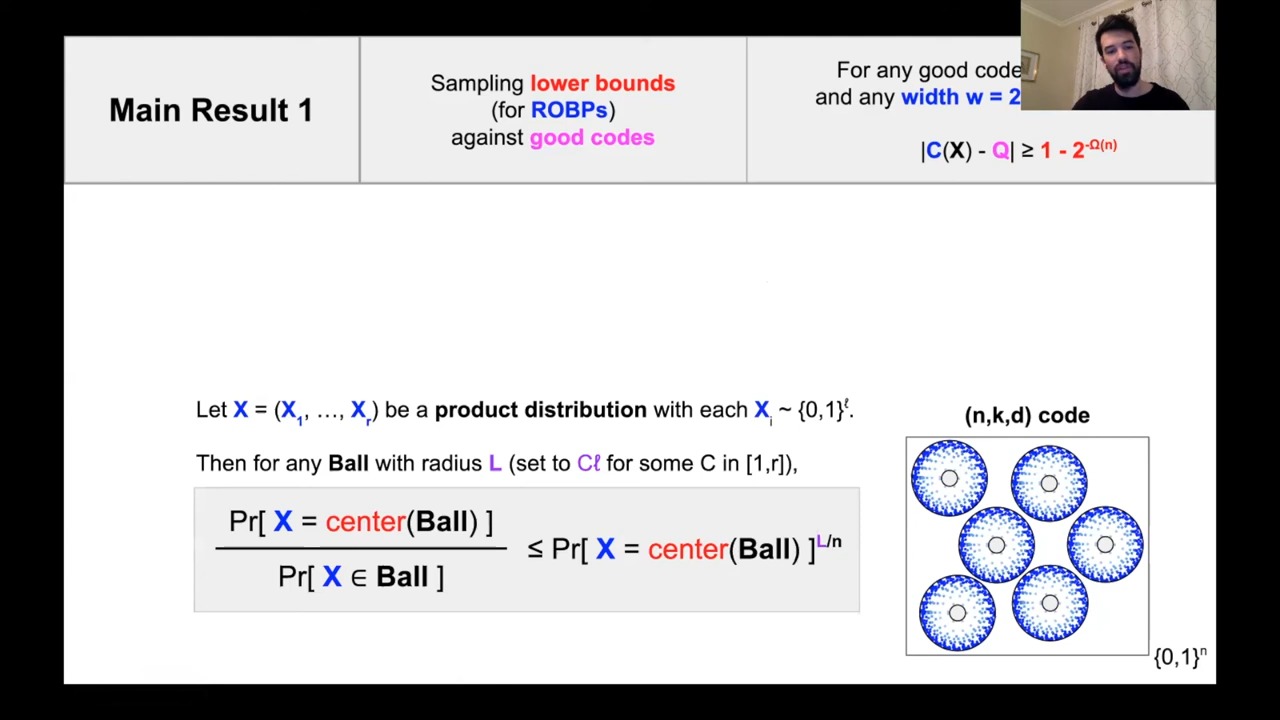 Main Result 1
Sampling lower bounds
(for ROBPs)
against good codes
For any good code
and any width w = 2
|C(X) - Q| ≥ 1 - 2^-Ω(n)
Let X = (X₁, …, Xᵣ) be a product distribution with each Xᵢ ~ {0,1}^ℓ.
Then for any Ball with radius L (set to Cℓ for some C in [1,r]),
Pr[ X = center(Ball) ]
Pr[ X ∈ Ball ]
≤ Pr[ X = center(Ball) ]^L/n
(n,k,d) code
{0,1}ⁿ